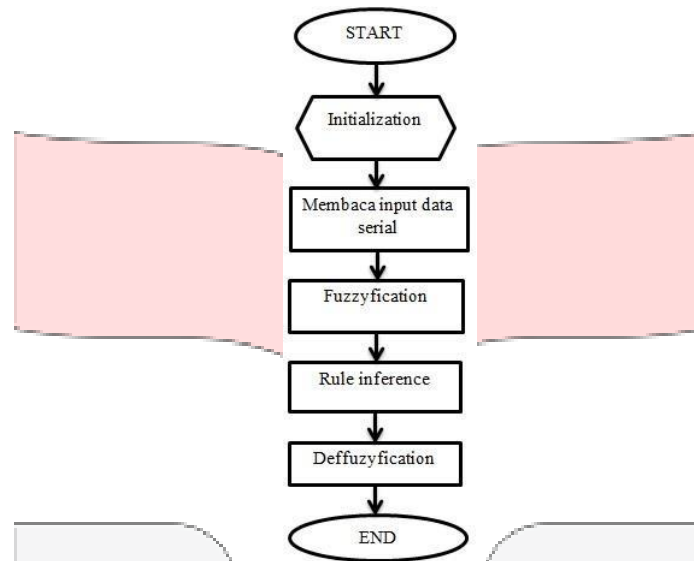 START
Initialization
Membaca input data
serial
Fuzzyfication
Rule inference
Deffuzyfication
END